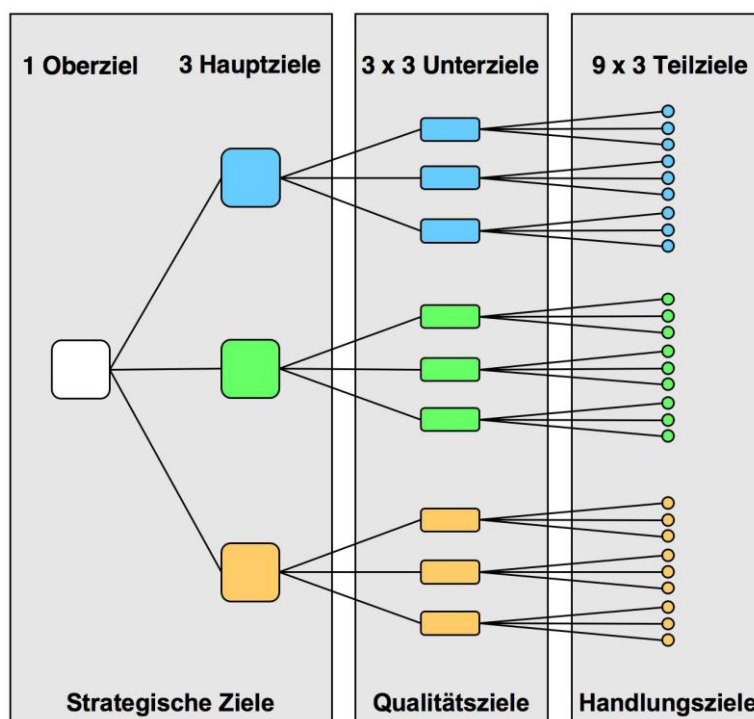 1 Oberziel
3 Hauptziele
3 x 3 Unterziele
9 x 3 Teilziele
Strategische Ziele
Qualitätsziele
Handlungsziele